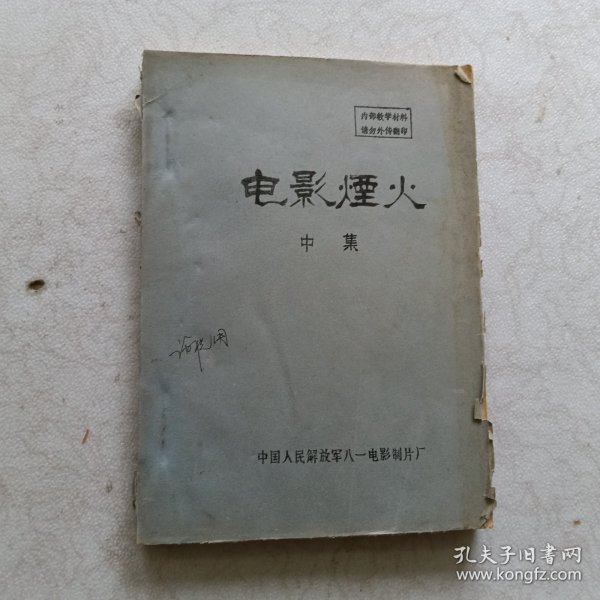 内部教学材料
请勿外传翻印
电影煙火
中集
中国人民解放军八一电影制片厂
孔夫子旧书网
www.kongfz.com